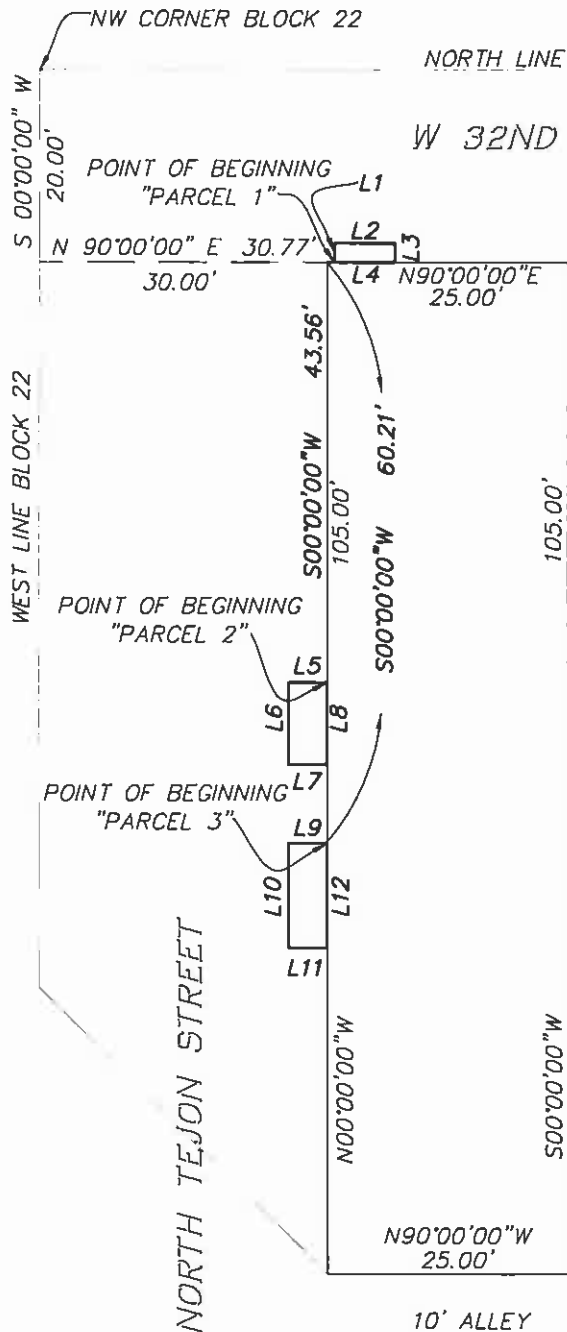 NW CORNER BLOCK 22
NORTH LINE
W 32ND
S 00°00'00" W
20.00'
POINT OF BEGINNING
"PARCEL 1"
L1
L2
L3
L4
N 90°00'00" E 30.77'
30.00'
N90°00'00"E
25.00'
43.56'
S00°00'00"W
105.00'
S00°00'00"W 60.21'
105.00'
WEST LINE BLOCK 22
POINT OF BEGINNING
"PARCEL 2"
L5
L6
L8
L7
POINT OF BEGINNING
"PARCEL 3"
L9
L10
L12
L11
NORTH TEJON STREET
N00°00'00"W
S00°00'00"W
N90°00'00"W
25.00'
10' ALLEY